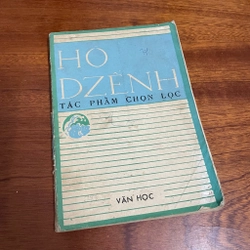 HỒ
DZẾNH
TÁC PHẨM CHỌN LỌC
VĂN HỌC